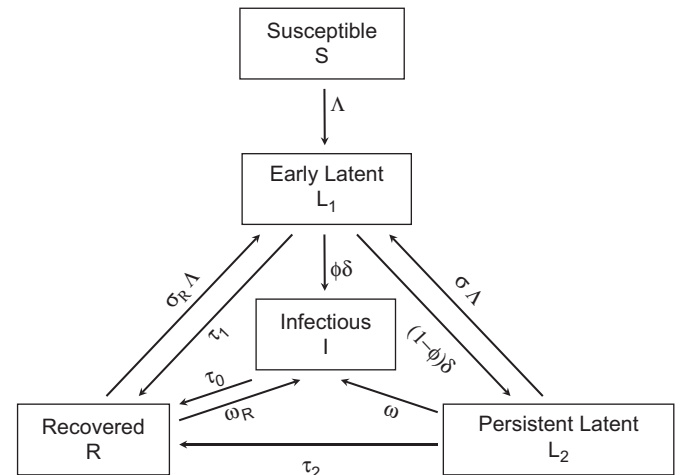 Susceptible
S
Λ
Early Latent
L₁
σ_R Λ
τ₁
ϕδ
(1−ϕ)δ
σ Λ
Infectious
I
τ₀
ω_R
ω
Recovered
R
Persistent Latent
L₂
τ₂